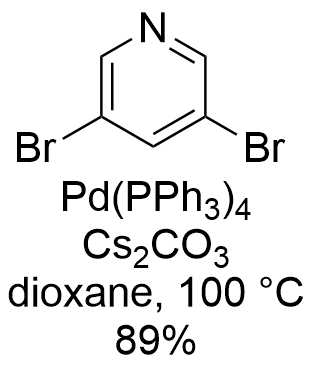 N
Br Br
Pd(PPh₃)₄
Cs₂CO₃
dioxane, 100 °C
89%